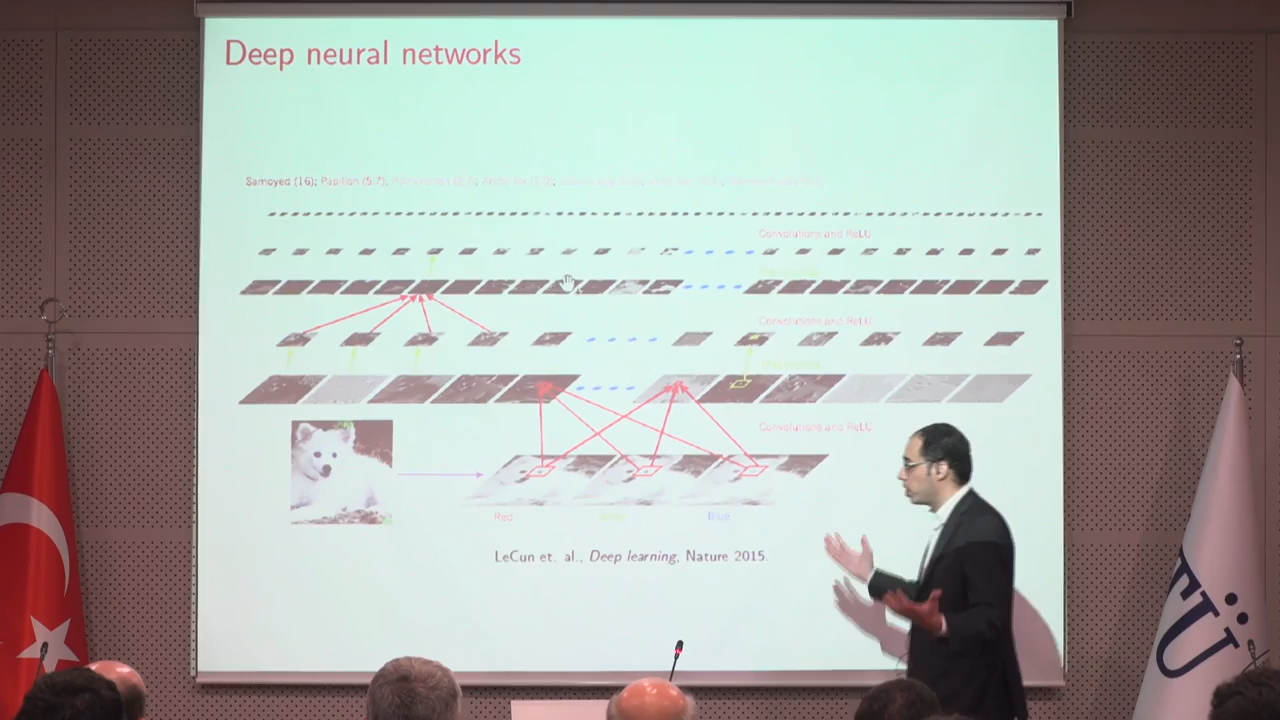 Deep neural networks
Samoyed (16); Papillon (5.7);
Convolutions and ReLU
Convolutions and ReLU
Convolutions and ReLU
Red
Blue
LeCun et. al., Deep learning, Nature 2015.
TÜ